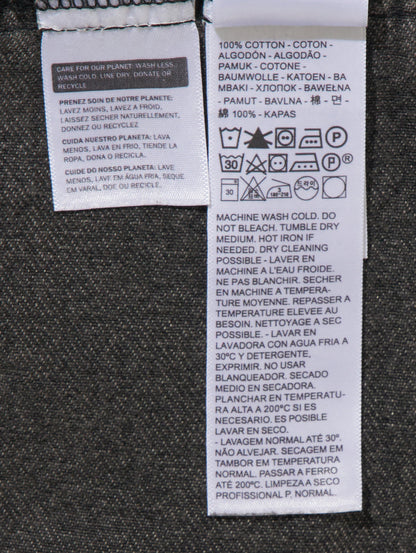 CARE FOR OUR PLANET: WASH LESS,
WASH COLD, LINE DRY, DONATE OR
RECYCLE
PRENEZ SOIN DE NOTRE PLANETE:
LAVEZ MOINS, LAVEZ A FROID,
LAISSEZ SECHER NATURELLEMENT,
DONNEZ OU RECYCLEZ
CUIDA NUESTRO PLANETA: LAVA
MENOS, LAVA EN FRIO, TIENDE LA
ROPA, DONA O RECICLA.
CUIDE DO NOSSO PLANETA: LAVE
MENOS, LAVE EM ÁGUA FRIA, SEQUE
EM VARAL, DOE OU RECICLE.
100% COTTON - COTON -
ALGODÓN - ALGODÃO -
PAMUK - COTONE -
BAUMWOLLE - KATOEN - BA
MBAKI - ХЛОПОК - BAWEŁNA
- PAMUT - BAVLNA - 棉 - 면 -
綿 100% - KAPAS
P
30 P ®
30 3 180-210
MACHINE WASH COLD. DO
NOT BLEACH. TUMBLE DRY
MEDIUM. HOT IRON IF
NEEDED. DRY CLEANING
POSSIBLE - LAVER EN
MACHINE A L'EAU FROIDE.
NE PAS BLANCHIR. SECHER
EN MACHINE A TEMPERA-
TURE MOYENNE. REPASSER A
TEMPERATURE ELEVEE AU
BESOIN. NETTOYAGE A SEC
POSSIBLE. - LAVAR EN
LAVADORA CON AGUA FRIA A
30ºC Y DETERGENTE,
EXPRIMIR. NO USAR
BLANQUEADOR. SECADO
MEDIO EN SECADORA.
PLANCHAR EN TEMPERATU-
RA ALTA A 200ºC SI ES
NECESARIO. ES POSIBLE
LAVAR EN SECO.
- LAVAGEM NORMAL ATÉ 30º.
NÃO ALVEJAR. SECAGEM EM
TAMBOR EM TEMPERATURA
NORMAL. PASSAR A FERRO
ATÉ 200ºC. LIMPEZA A SECO
PROFISSIONAL P, NORMAL.